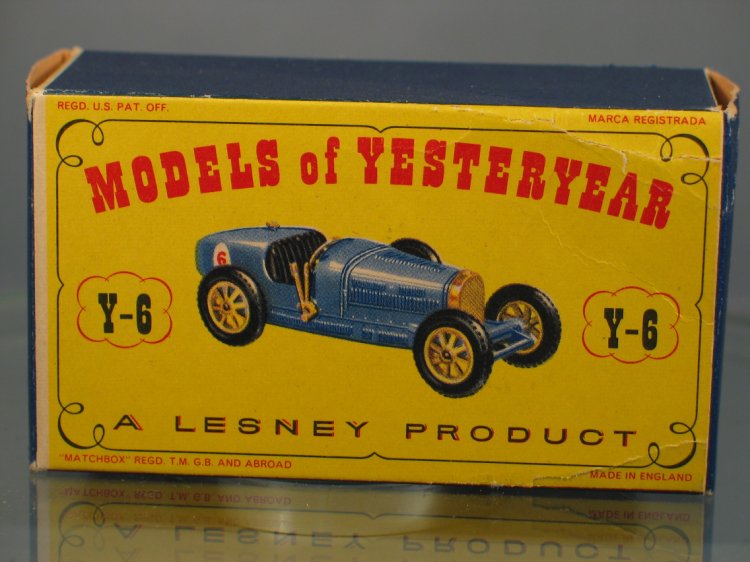 REGD. U.S. PAT. OFF.
MARCA REGISTRADA
MODELS of YESTERYEAR
6
Y-6
Y-6
A LESNEY PRODUCT
"MATCHBOX" REGD. T.M. G.B. AND ABROAD
MADE IN ENGLAND